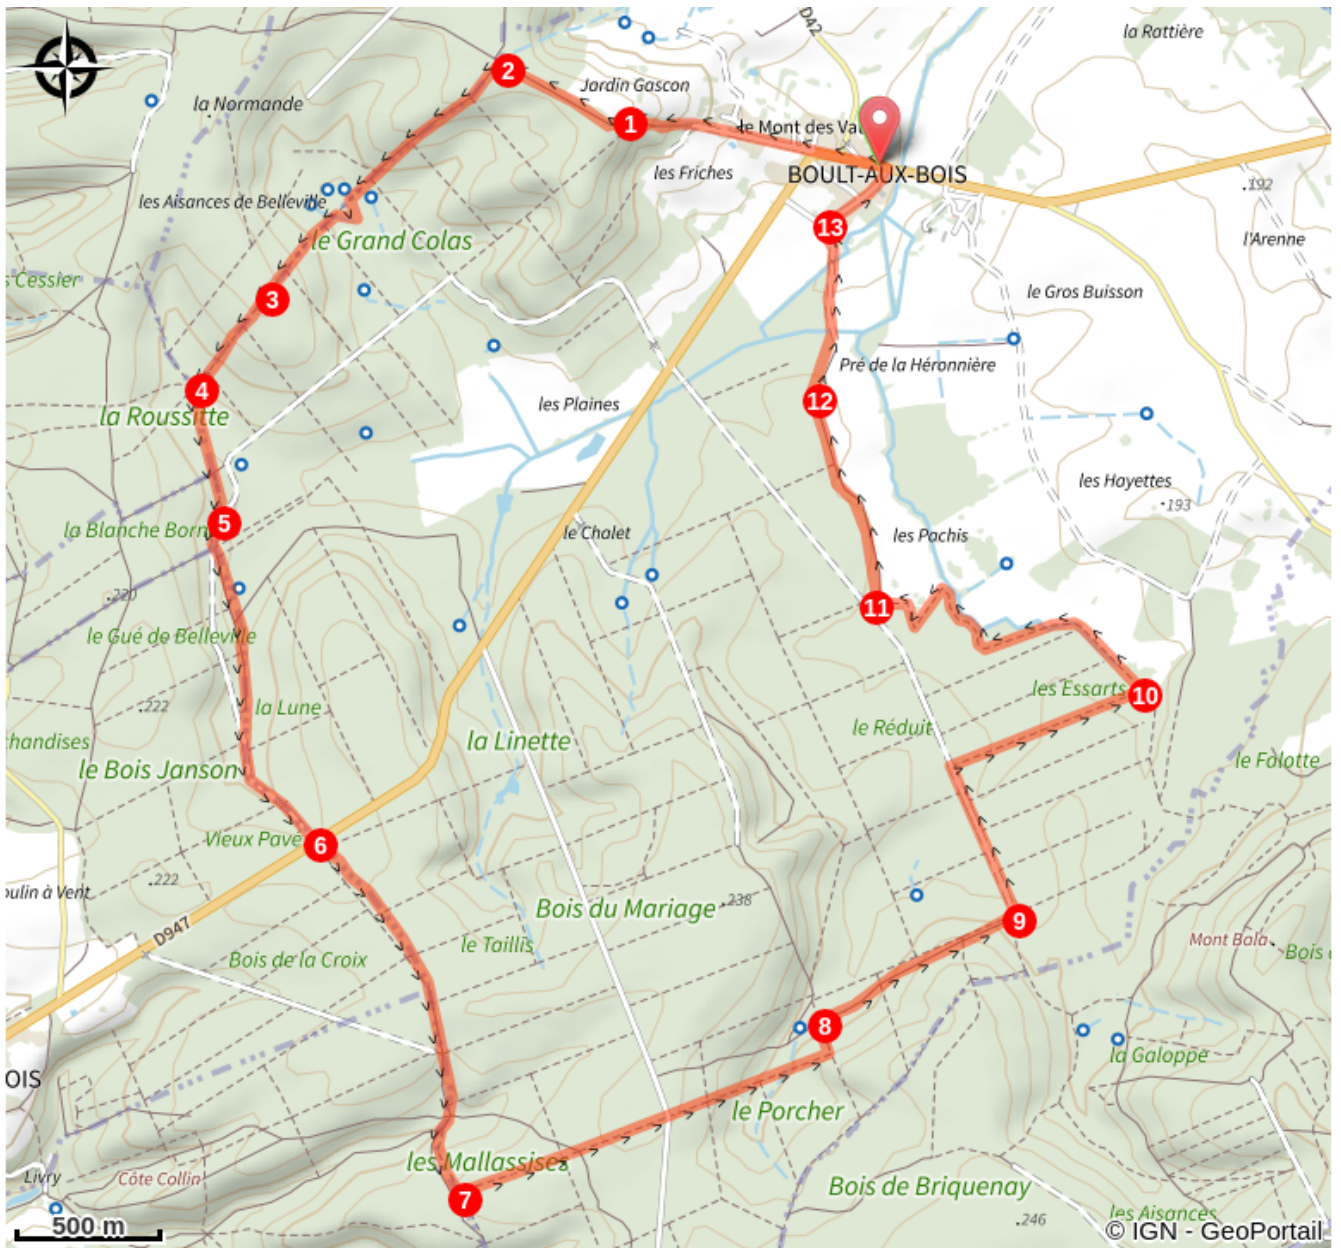 D42
la Rattière
2
Jardin Gascon
la Normande
1
le Mont des Va
les Friches
BOULT-AUX-BOIS
192
les Aisances de Belleville
13
l'Arenne
le Grand Colas
s Cessier
3
le Gros Buisson
Pré de la Héronnière
4
12
les Plaines
la Roussitte
les Hayettes
193
5
la Blanche Born
le Chalet
les Pachis
220
11
le Gué de Belleville
les Essarts
10
222
la Lune
le Réduit
la Linette
chandises
le Falotte
le Bois Janson
Vieux Pavé
6
222
oulin à Vent
238
Bois du Mariage
9
D947
le Taillis
Mont Bala
Bois
Bois de la Croix
8
la Galoppe
OIS
le Porcher
les Mallassises
Livry
Côte Collin
7
Bois de Briquenay
les Aisances
246
500 m
© IGN - GeoPortail